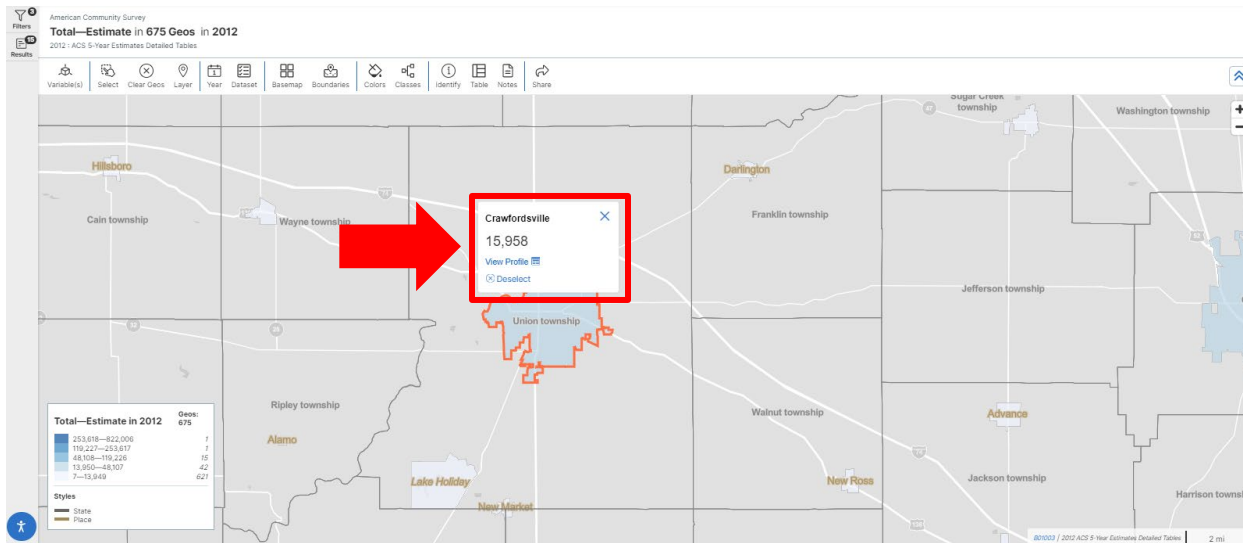 3
Filters
15
Results
American Community Survey
Total—Estimate in 675 Geos in 2012
2012 : ACS 5-Year Estimates Detailed Tables
Variable(s) Select Clear Geos Layer Year Dataset Basemap Boundaries Colors Classes Identify Table Notes Share
Sugar Creek
township
Washington township
+
−
Hillsboro
Darlington
Cain township
Wayne township
Franklin township
Crawfordsville
15,958
View Profile
Deselect
Jefferson township
Union township
Ripley township
Walnut township
Alamo
Advance
Lake Holiday
New Market
New Ross
Jackson township
Harrison townsl
Total—Estimate in 2012 Geos: 675
253,618—822,006 1
119,227—253,617 1
48,108—119,226 15
13,950—48,107 42
7—13,949 621
Styles
State
Place
B01003 / 2012 ACS 5-Year Estimates Detailed Tables
2 mi